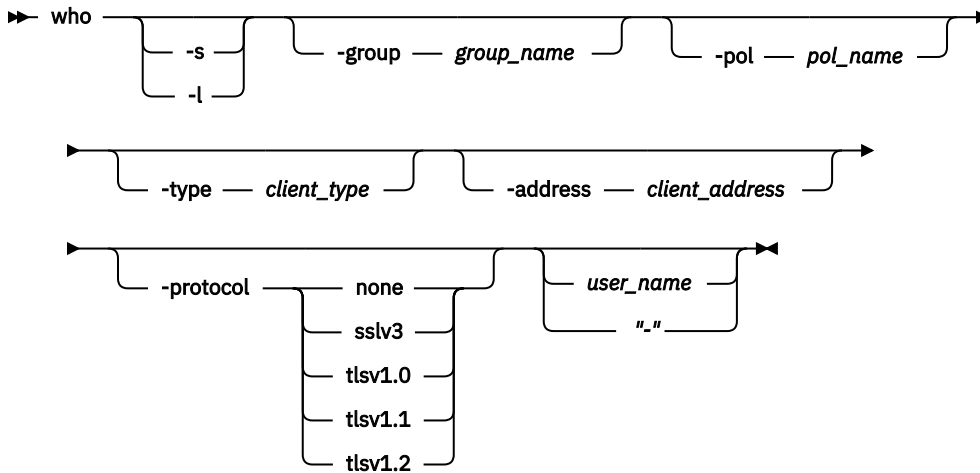 who
-s
-l
-group group_name
-pol pol_name
-type client_type
-address client_address
-protocol none
sslv3
tlsv1.0
tlsv1.1
tlsv1.2
user_name
"-"